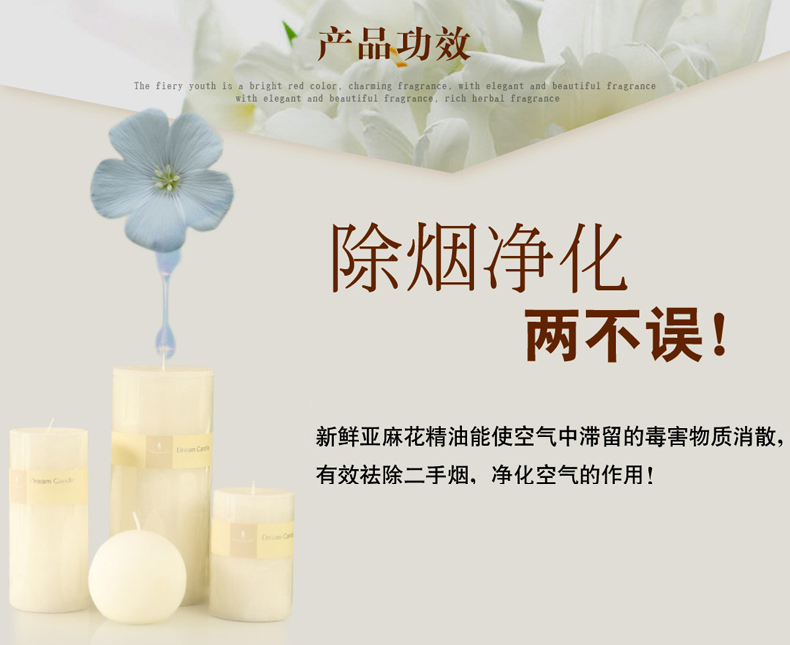 产品功效
The fiery youth is a bright red color, charming fragrance, with elegant and beautiful fragrance
with elegant and beautiful fragrance, rich herbal fragrance
除烟净化
两不误！
新鲜亚麻花精油能使空气中滞留的毒害物质消散，
有效祛除二手烟，净化空气的作用！
Dream Candle
Dream Candle
Dream Candle